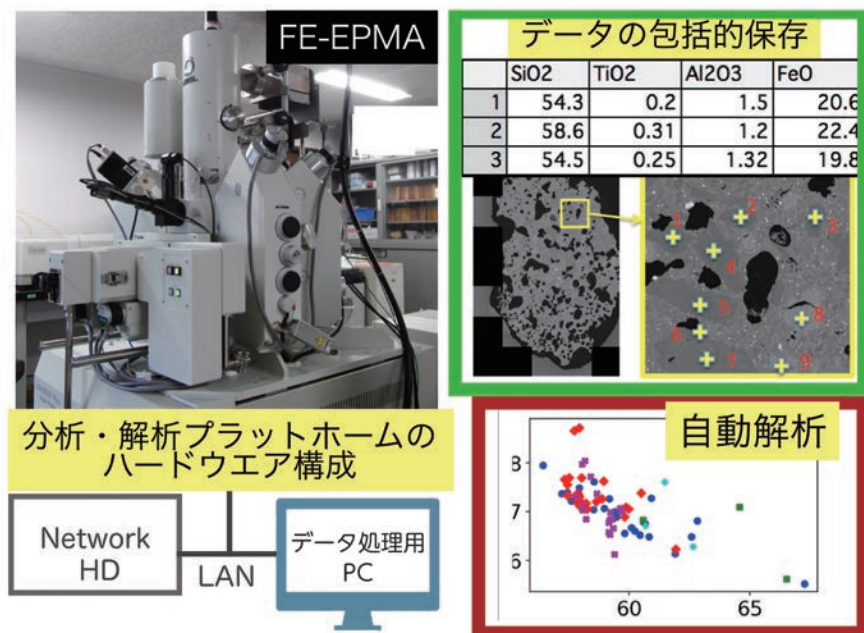 FE-EPMA
データの包括的保存
SiO2 TiO2 Al2O3 FeO
1 54.3 0.2 1.5 20.6
2 58.6 0.31 1.2 22.4
3 54.5 0.25 1.32 19.8
1 2 3
4
5
6 8
7 9
分析・解析プラットホームの
ハードウエア構成
Network
HD
LAN
データ処理用
PC
自動解析
8
7
6
60 65